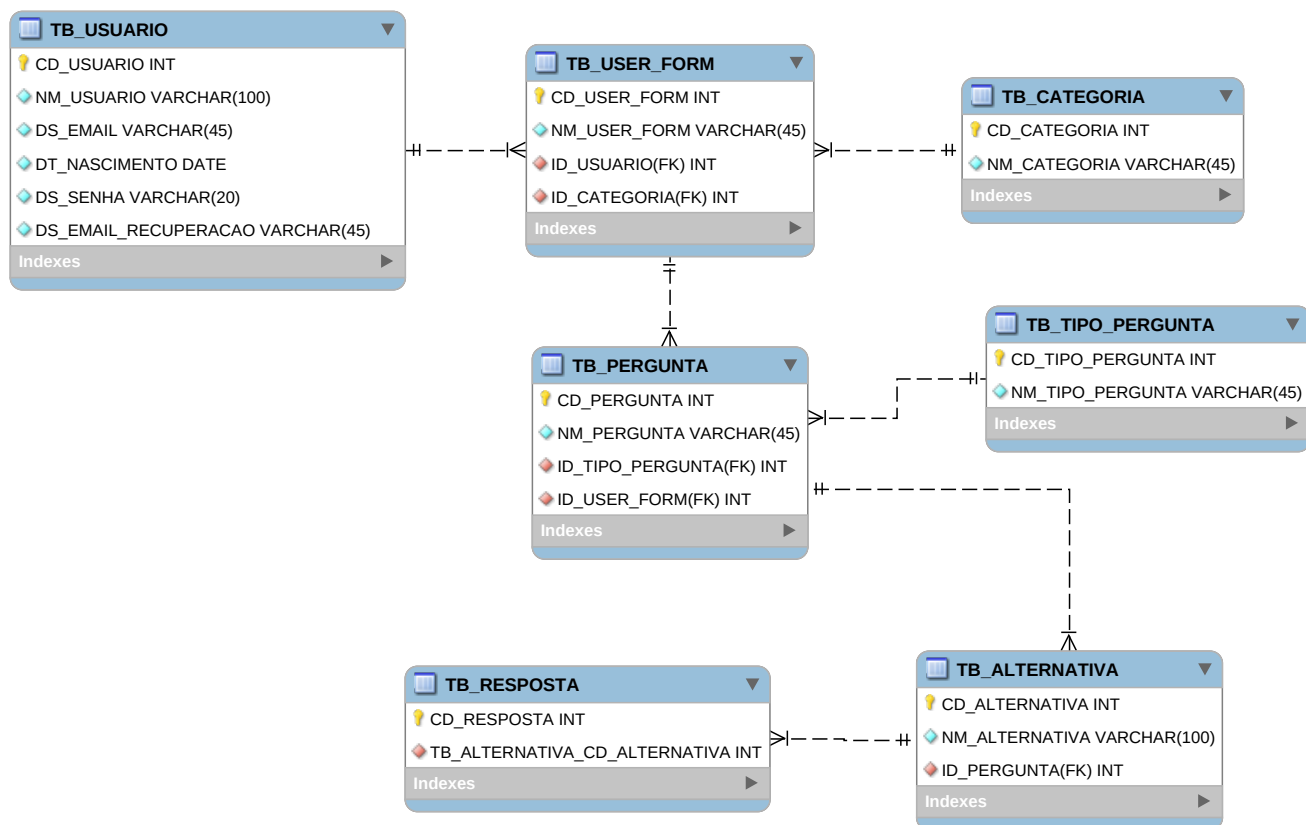 TB_USUARIO
CD_USUARIO INT
NM_USUARIO VARCHAR(100)
DS_EMAIL VARCHAR(45)
DT_NASCIMENTO DATE
DS_SENHA VARCHAR(20)
DS_EMAIL_RECUPERACAO VARCHAR(45)
Indexes
TB_USER_FORM
CD_USER_FORM INT
NM_USER_FORM VARCHAR(45)
ID_USUARIO(FK) INT
ID_CATEGORIA(FK) INT
Indexes
TB_CATEGORIA
CD_CATEGORIA INT
NM_CATEGORIA VARCHAR(45)
Indexes
TB_TIPO_PERGUNTA
CD_TIPO_PERGUNTA INT
NM_TIPO_PERGUNTA VARCHAR(45)
Indexes
TB_PERGUNTA
CD_PERGUNTA INT
NM_PERGUNTA VARCHAR(45)
ID_TIPO_PERGUNTA(FK) INT
ID_USER_FORM(FK) INT
Indexes
TB_RESPOSTA
CD_RESPOSTA INT
TB_ALTERNATIVA_CD_ALTERNATIVA INT
Indexes
TB_ALTERNATIVA
CD_ALTERNATIVA INT
NM_ALTERNATIVA VARCHAR(100)
ID_PERGUNTA(FK) INT
Indexes